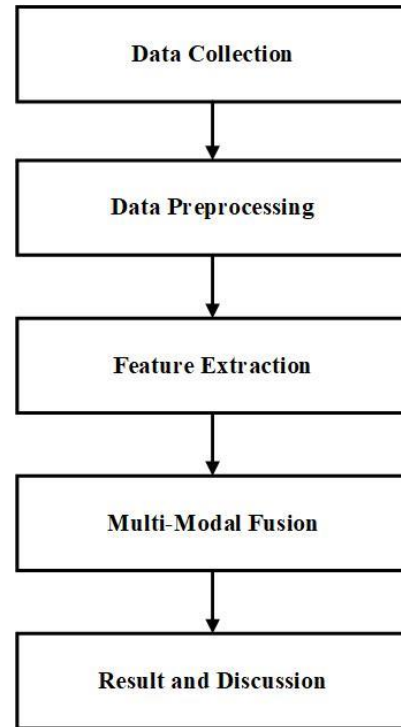 Data Collection
Data Preprocessing
Feature Extraction
Multi-Modal Fusion
Result and Discussion